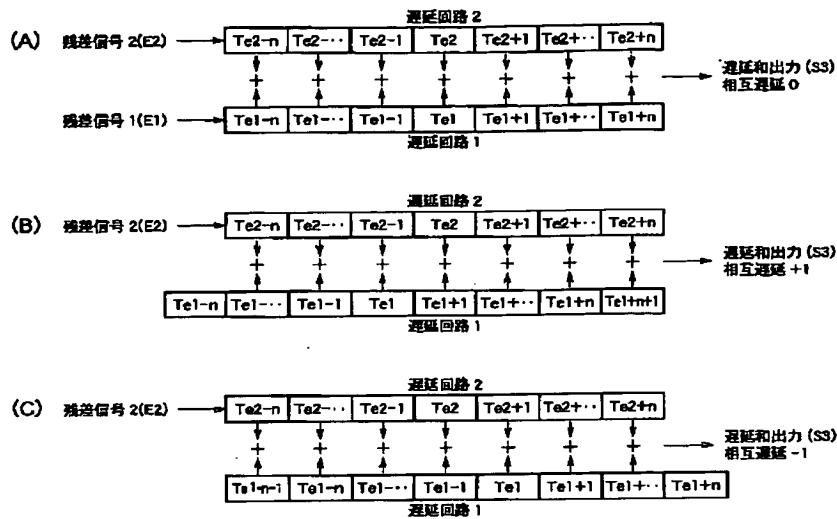 (A)
遅延回路 2
残差信号 2(E2)
Te2-n Te2-·· Te2-1 Te2 Te2+1 Te2+·· Te2+n
+ + + + + + +
遅延和出力 (S3)
相互遅延 0
残差信号 1(E1)
Te1-n Te1-·· Te1-1 Te1 Te1+1 Te1+·· Te1+n
遅延回路 1
(B)
遅延回路 2
残差信号 2(E2)
Te2-n Te2-·· Te2-1 Te2 Te2+1 Te2+·· Te2+n
+ + + + + + +
遅延和出力 (S3)
相互遅延 +1
Te1-n Te1-·· Te1-1 Te1 Te1+1 Te1+·· Te1+n Te1+n+1
遅延回路 1
(C)
遅延回路 2
残差信号 2(E2)
Te2-n Te2-·· Te2-1 Te2 Te2+1 Te2+·· Te2+n
+ + + + + + +
遅延和出力 (S3)
相互遅延 -1
Te1-n-1 Te1-n Te1-·· Te1-1 Te1 Te1+1 Te1+·· Te1+n
遅延回路 1